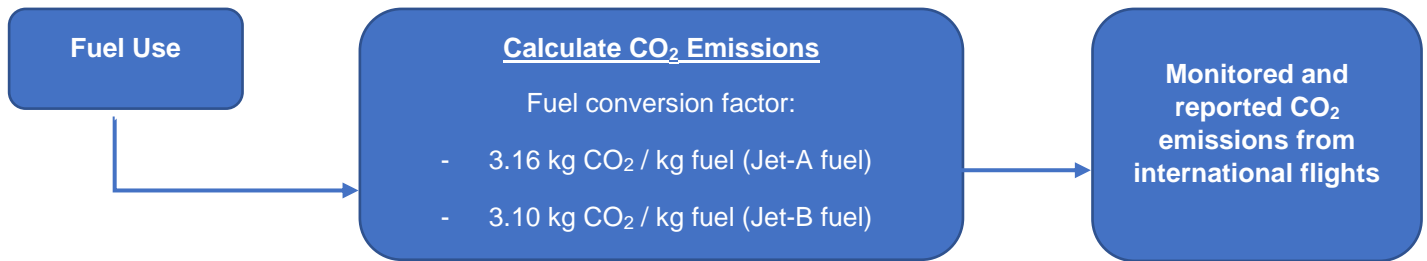 Fuel Use
Calculate CO₂ Emissions
Fuel conversion factor:
- 3.16 kg CO₂ / kg fuel (Jet-A fuel)
- 3.10 kg CO₂ / kg fuel (Jet-B fuel)
Monitored and
reported CO₂
emissions from
international flights